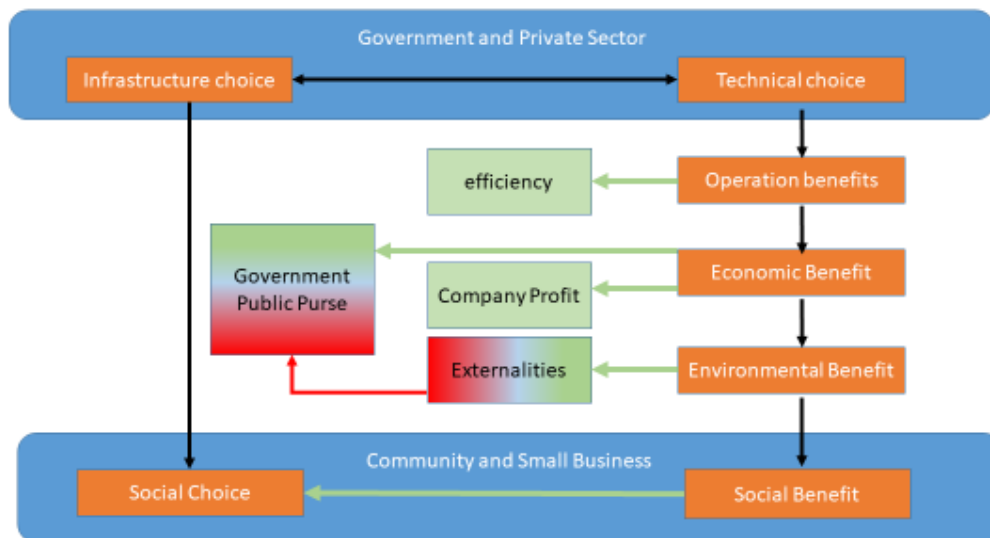 Government and Private Sector
Infrastructure choice
Technical choice
efficiency
Operation benefits
Government
Public Purse
Economic Benefit
Company Profit
Externalities
Environmental Benefit
Community and Small Business
Social Choice
Social Benefit